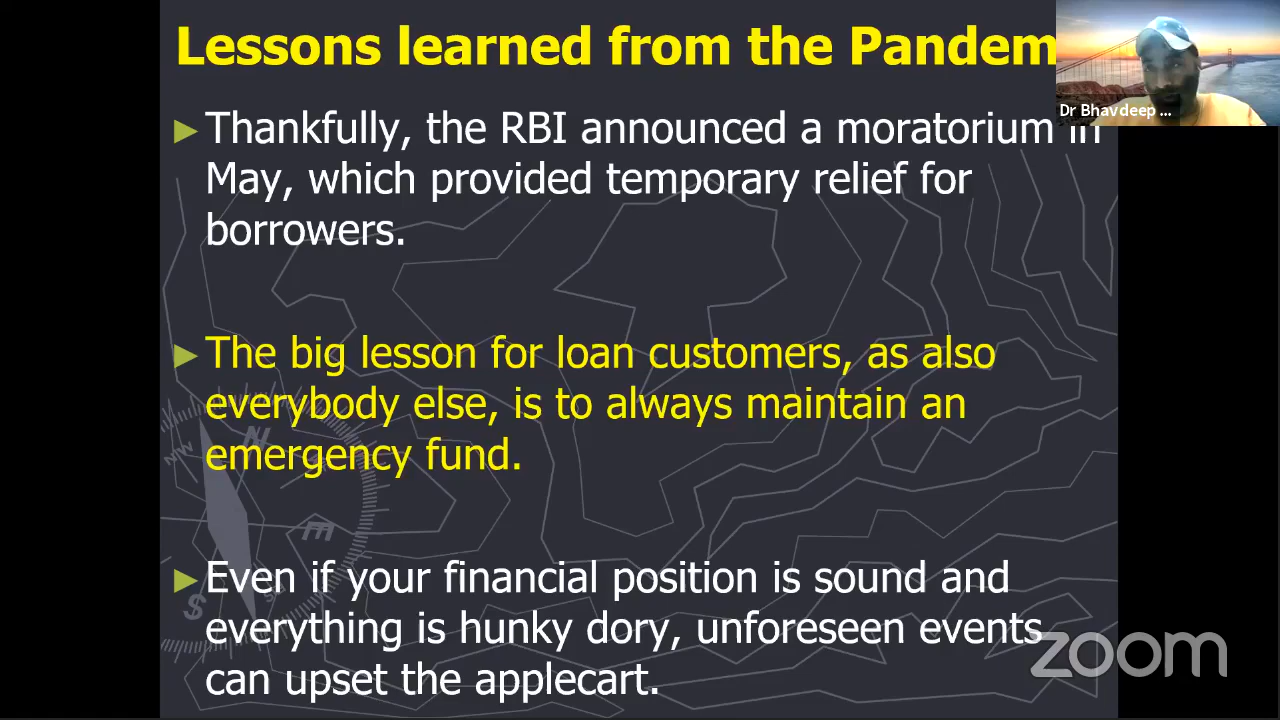 Lessons learned from the Pandem
Dr Bhavdeep ...
►Thankfully, the RBI announced a moratorium in
May, which provided temporary relief for
borrowers.
►The big lesson for loan customers, as also
everybody else, is to always maintain an
emergency fund.
►Even if your financial position is sound and
everything is hunky dory, unforeseen events
can upset the applecart.
N
NW
E
S
zoom